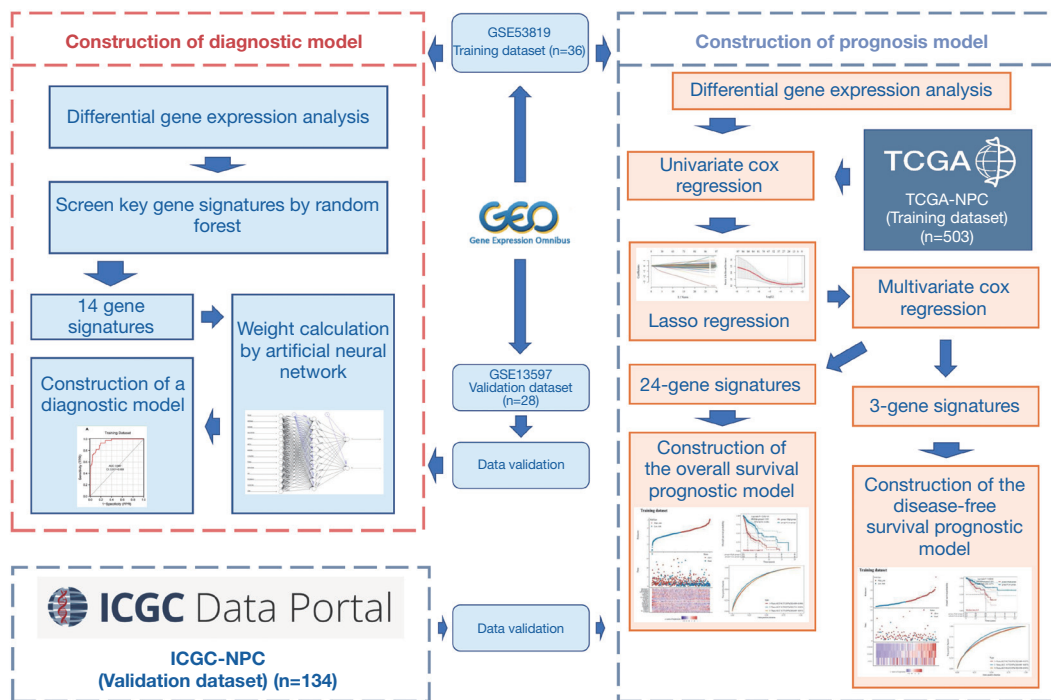 Construction of diagnostic model
Differential gene expression analysis
Screen key gene signatures by random
forest
14 gene
signatures
Weight calculation
by artificial neural
network
Construction of a
diagnostic model
Training Dataset
GSE53819
Training dataset (n=36)
GEO
Gene Expression Omnibus
GSE13597
Validation dataset
(n=28)
Data validation
Construction of prognosis model
Differential gene expression analysis
Univariate cox
regression
TCGA
TCGA-NPC
(Training dataset)
(n=503)
Lasso regression
Multivariate cox
regression
24-gene signatures
3-gene signatures
Construction of
the overall survival
prognostic model
Training dataset
Construction of the
disease-free
survival prognostic
model
Training dataset
ICGC Data Portal
ICGC-NPC
(Validation dataset) (n=134)
Data validation